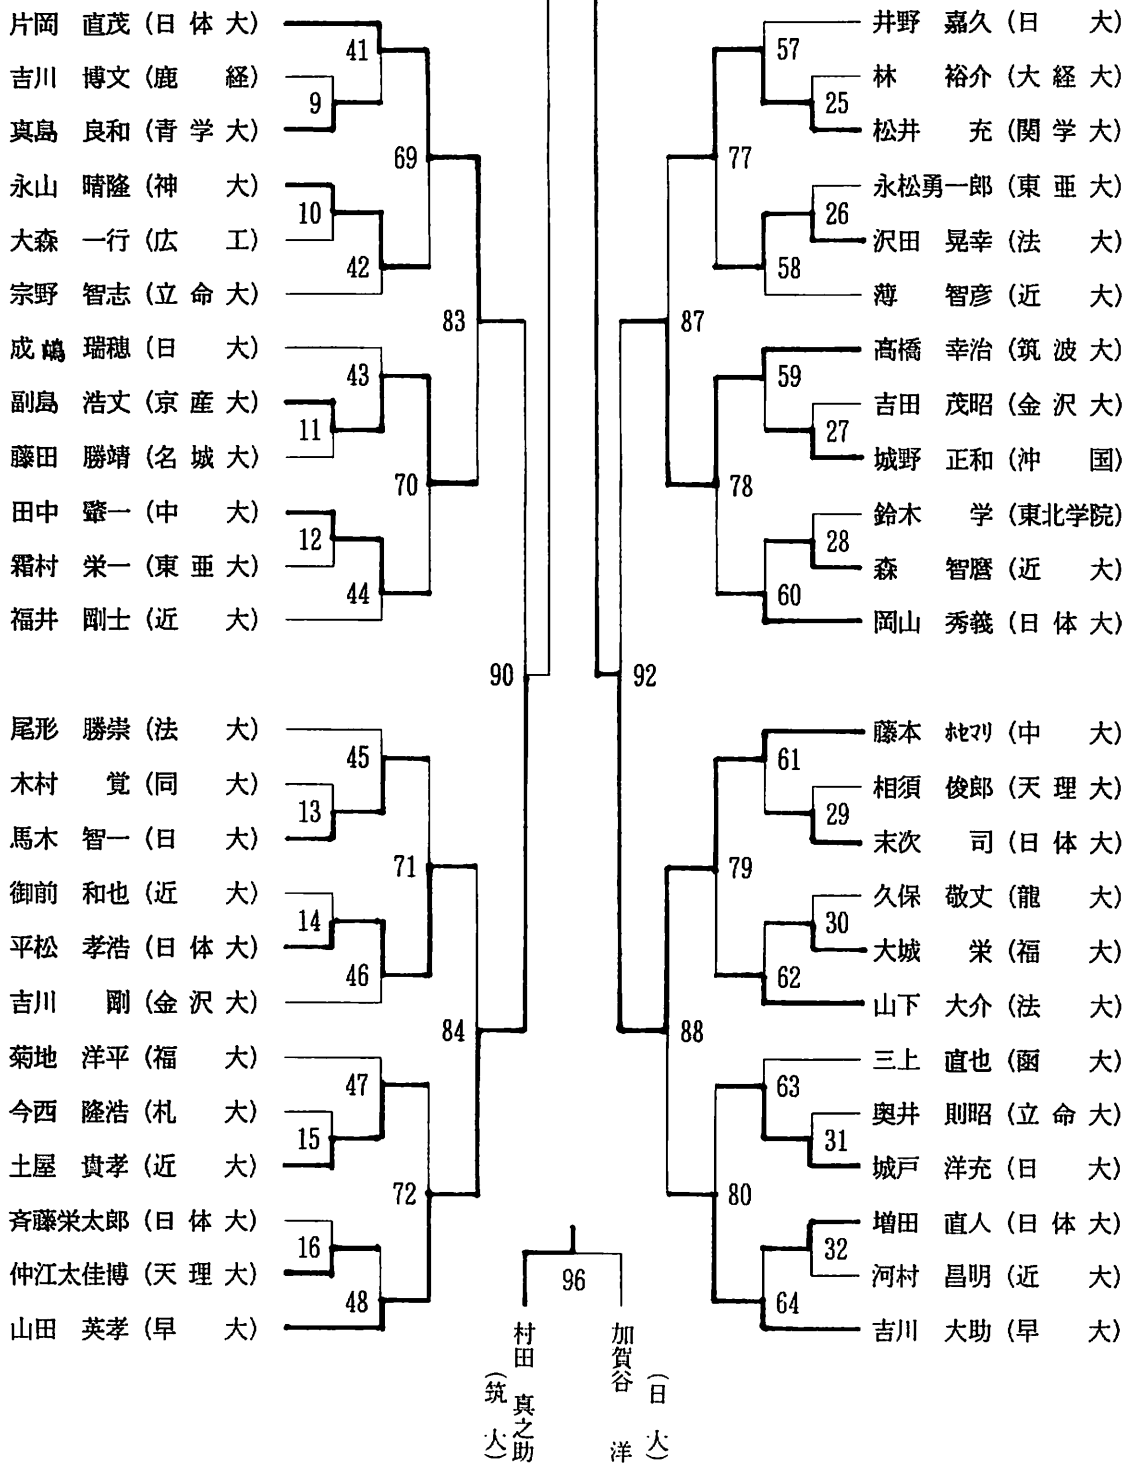 片岡 直茂 (日体大)
41
吉川 博文 (鹿経)
9
真島 良和 (青学大)
69
永山 晴隆 (神大)
10
大森 一行 (広工)
42
宗野 智志 (立命大)
83
成嶋 瑞穂 (日大)
43
副島 浩丈 (京産大)
11
藤田 勝靖 (名城大)
70
田中 肇一 (中大)
12
霜村 栄一 (東亜大)
44
福井 剛士 (近大)
90
尾形 勝崇 (法大)
45
木村 覚 (同大)
13
馬木 智一 (日大)
71
御前 和也 (近大)
14
平松 孝浩 (日体大)
46
吉川 剛 (金沢大)
84
菊地 洋平 (福大)
47
今西 隆浩 (札大)
15
土屋 貴孝 (近大)
72
斉藤栄太郎 (日体大)
16
仲江太佳博 (天理大)
48
山田 英孝 (早大)
井野 嘉久 (日大)
57
林 裕介 (大経大)
25
松井 充 (関学大)
77
永松勇一郎 (東亜大)
26
沢田 晃幸 (法大)
58
薄 智彦 (近大)
87
高橋 幸治 (筑波大)
59
吉田 茂昭 (金沢大)
27
城野 正和 (沖国)
78
鈴木 学 (東北学院)
28
森 智麿 (近大)
60
岡山 秀義 (日体大)
92
藤本 ホセマリ (中大)
61
相須 俊郎 (天理大)
29
末次 司 (日体大)
79
久保 敬丈 (龍大)
30
大城 栄 (福大)
62
山下 大介 (法大)
88
三上 直也 (函大)
63
奥井 則昭 (立命大)
31
城戸 洋充 (日大)
80
増田 直人 (日体大)
32
河村 昌明 (近大)
64
吉川 大助 (早大)
96
村田 真之助 (筑大)
加賀谷 洋 (日大)